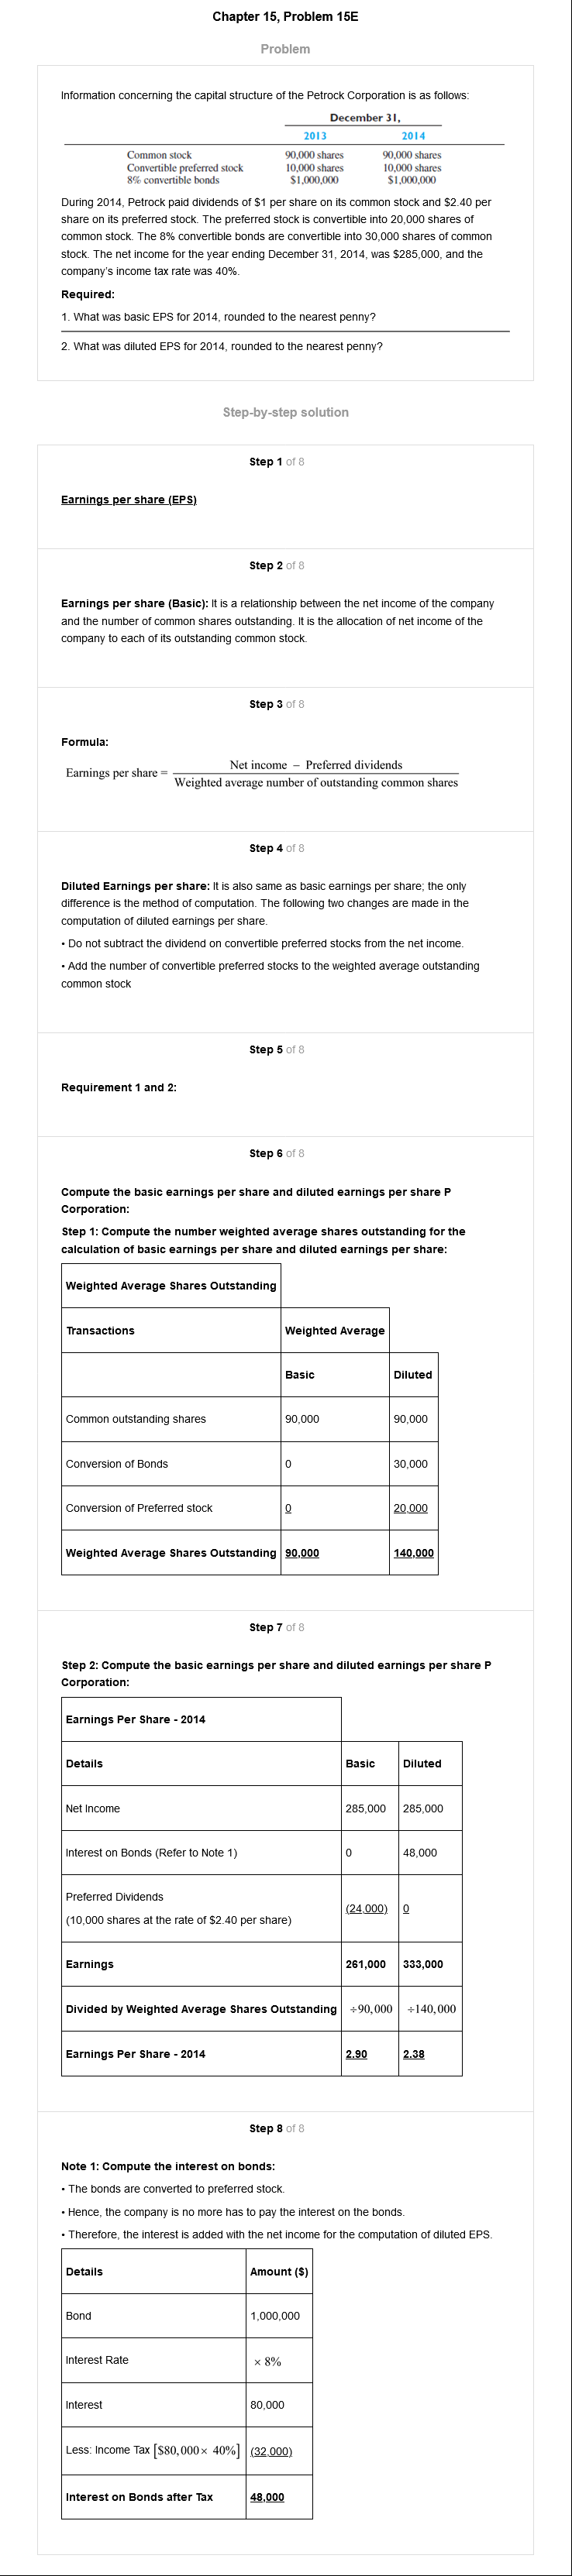 Chapter 15, Problem 15E
Problem
Information concerning the capital structure of the Petrock Corporation is as follows:
December 31,
2013 2014
Common stock 90,000 shares 90,000 shares
Convertible preferred stock 10,000 shares 10,000 shares
8% convertible bonds $1,000,000 $1,000,000
During 2014, Petrock paid dividends of $1 per share on its common stock and $2.40 per
share on its preferred stock. The preferred stock is convertible into 20,000 shares of
common stock. The 8% convertible bonds are convertible into 30,000 shares of common
stock. The net income for the year ending December 31, 2014, was $285,000, and the
company's income tax rate was 40%.
Required:
1. What was basic EPS for 2014, rounded to the nearest penny?
2. What was diluted EPS for 2014, rounded to the nearest penny?
Step-by-step solution
Step 1 of 8
Earnings per share (EPS)
Step 2 of 8
Earnings per share (Basic): It is a relationship between the net income of the company
and the number of common shares outstanding. It is the allocation of net income of the
company to each of its outstanding common stock.
Step 3 of 8
Formula:
Earnings per share = Net income – Preferred dividends
Weighted average number of outstanding common shares
Step 4 of 8
Diluted Earnings per share: It is also same as basic earnings per share; the only
difference is the method of computation. The following two changes are made in the
computation of diluted earnings per share.
• Do not subtract the dividend on convertible preferred stocks from the net income.
• Add the number of convertible preferred stocks to the weighted average outstanding
common stock
Step 5 of 8
Requirement 1 and 2:
Step 6 of 8
Compute the basic earnings per share and diluted earnings per share P
Corporation:
Step 1: Compute the number weighted average shares outstanding for the
calculation of basic earnings per share and diluted earnings per share:
Weighted Average Shares Outstanding
Transactions Weighted Average
Basic Diluted
Common outstanding shares 90,000 90,000
Conversion of Bonds 0 30,000
Conversion of Preferred stock 0 20,000
Weighted Average Shares Outstanding 90,000 140,000
Step 7 of 8
Step 2: Compute the basic earnings per share and diluted earnings per share P
Corporation:
Earnings Per Share - 2014
Details Basic Diluted
Net Income 285,000 285,000
Interest on Bonds (Refer to Note 1) 0 48,000
Preferred Dividends
(10,000 shares at the rate of $2.40 per share) (24,000) 0
Earnings 261,000 333,000
Divided by Weighted Average Shares Outstanding ÷90,000 ÷140,000
Earnings Per Share - 2014 2.90 2.38
Step 8 of 8
Note 1: Compute the interest on bonds:
• The bonds are converted to preferred stock.
• Hence, the company is no more has to pay the interest on the bonds.
• Therefore, the interest is added with the net income for the computation of diluted EPS.
Details Amount ($)
Bond 1,000,000
Interest Rate × 8%
Interest 80,000
Less: Income Tax [$80,000× 40%] (32,000)
Interest on Bonds after Tax 48,000